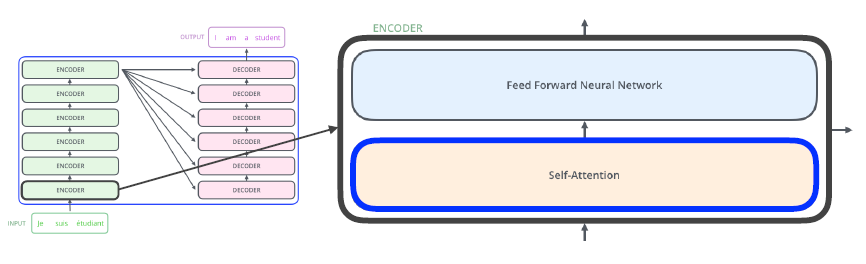 OUTPUT I am a student
ENCODER DECODER
ENCODER DECODER
ENCODER DECODER
ENCODER DECODER
ENCODER DECODER
ENCODER DECODER
INPUT je suis étudiant
ENCODER
Feed Forward Neural Network
Self-Attention